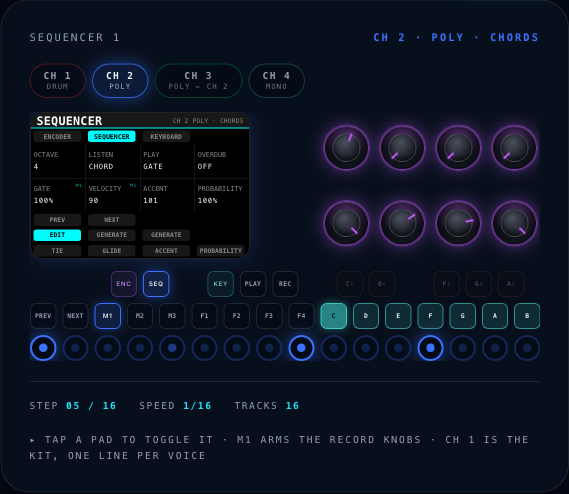 SEQUENCER 1
CH 2 · POLY · CHORDS
CH 1 CH 2 CH 3 CH 4
DRUM POLY POLY ← CH 2 MONO
SEQUENCER CH 2 POLY · CHORDS
ENCODER SEQUENCER KEYBOARD
OCTAVE LISTEN PLAY OVERDUB
4 CHORD GATE OFF
GATE M1 VELOCITY M1 ACCENT PROBABILITY
100% 90 101 100%
PREV NEXT
EDIT GENERATE GENERATE
TIE GLIDE ACCENT PROBABILITY
ENC SEQ KEY PLAY REC
PREV NEXT M1 M2 M3 F1 F2 F3 F4 C D E F G A B
STEP 05 / 16 SPEED 1/16 TRACKS 16
▸ TAP A PAD TO TOGGLE IT · M1 ARMS THE RECORD KNOBS · CH 1 IS THE
KIT, ONE LINE PER VOICE